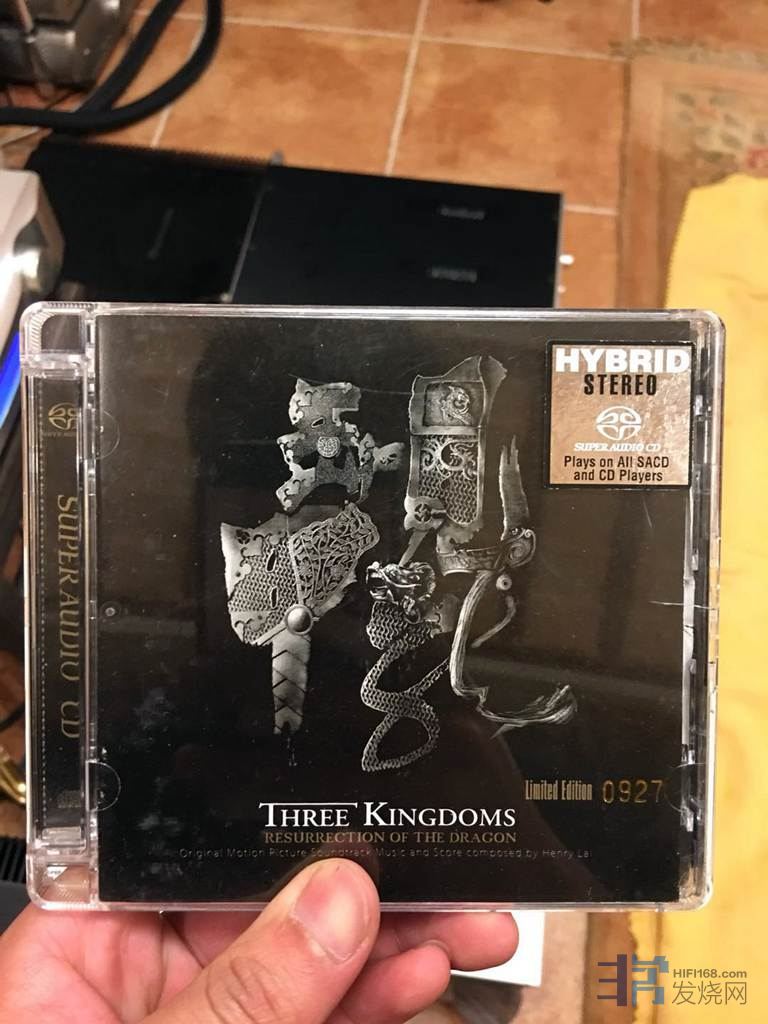 HYBRID
STEREO
SUPER AUDIO CD
Plays on All SACD
and CD Players
SUPER AUDIO CD
Limited Edition 0927
THREE KINGDOMS
RESURRECTION OF THE DRAGON
Original Motion Picture Soundtrack Music and Score composed by Henry Lai
HIFI168.com
发烧网